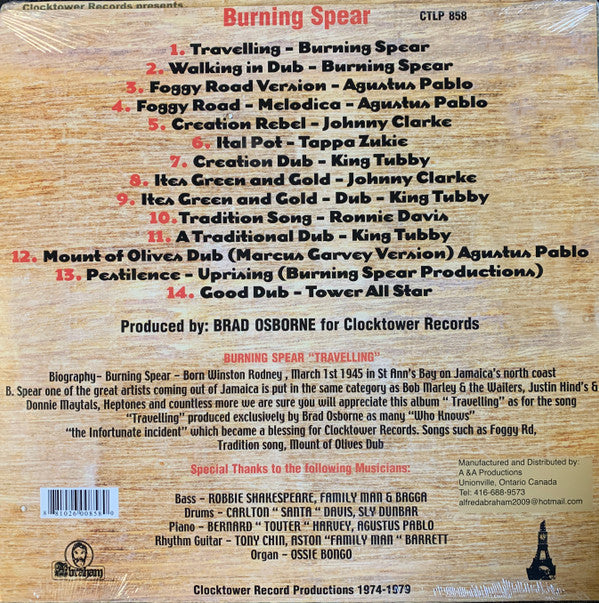 Clocktower Records presents
Burning Spear
CTLP 858
1. Travelling - Burning Spear
2. Walking in Dub - Burning Spear
3. Foggy Road Version - Agustus Pablo
4. Foggy Road - Melodica - Agustus Pablo
5. Creation Rebel - Johnny Clarke
6. Ital Pot - Tappa Zukie
7. Creation Dub - King Tubby
8. Ites Green and Gold - Johnny Clarke
9. Ites Green and Gold - Dub - King Tubby
10. Tradition Song - Ronnie Davis
11. A Traditional Dub - King Tubby
12. Mount of Olives Dub (Marcus Garvey Version) Agustus Pablo
13. Pestilence - Uprising (Burning Spear Productions)
14. Good Dub - Tower All Star
Produced by: BRAD OSBORNE for Clocktower Records
BURNING SPEAR "TRAVELLING"
Biography- Burning Spear - Born Winston Rodney , March 1st 1945 in St Ann's Bay on Jamaica's north coast
B. Spear one of the great artists coming out of Jamaica is put in the same category as Bob Marley & the Wailers, Justin Hind's &
Donnie Maytals, Heptones and countless more we are sure you will appreciate this album " Travelling" as for the song
"Travelling" produced exclusively by Brad Osborne as many "Who Knows"
"the Infortunate incident" which became a blessing for Clocktower Records. Songs such as Foggy Rd,
Tradition song, Mount of Olives Dub
Special Thanks to the following Musicians:
Bass - ROBBIE SHAKESPEARE, FAMILY MAN & BAGGA
Drums - CARLTON " SANTA " DAVIS, SLY DUNBAR
Piano - BERNARD " TOUTER " HARVEY, AGUSTUS PABLO
Rhythm Guitar - TONY CHIN, ASTON "FAMILY MAN " BARRETT
Organ - OSSIE BONGO
Manufactured and Distributed by:
A &A Productions
Unionville, Ontario Canada
Tel: 416-688-9573
alfredabraham2009@hotmail.com
8 81026 00858 0
Abraham
Clocktower Record Productions 1974-1979